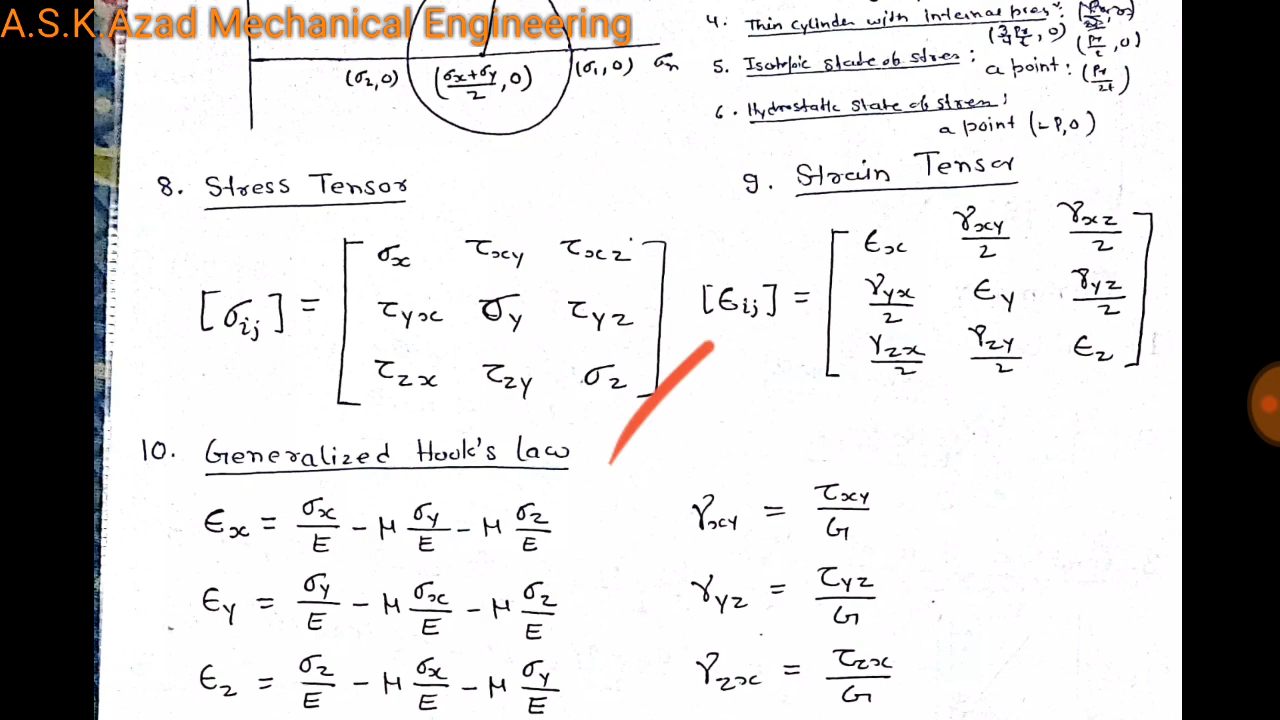 A.S.K.Azad Mechanical Engineering
(σ2, 0) ((σx+σy)/2, 0) (σ1, 0) σn
4. Thin cylinder with internal
(3/4 Pr/t, 0) (Pr/t, 0)
5. Isotropic state of stress :
a point : (Pr/2t)
6. Hydrostatic state of stress :
a point (-P, 0)
8. Stress Tensor
[σij] = [ σx τxy τxz
τyx σy τyz
τzx τzy σz ]
9. Strain Tensor
[εij] = [ εx γxy/2 γxz/2
γyx/2 εy γyz/2
γzx/2 γzy/2 εz ]
10. Generalized Hook's law
εx = σx/E - μ σy/E - μ σz/E
εy = σy/E - μ σx/E - μ σz/E
εz = σz/E - μ σx/E - μ σy/E
γxy = τxy/G
γyz = τyz/G
γzx = τzx/G